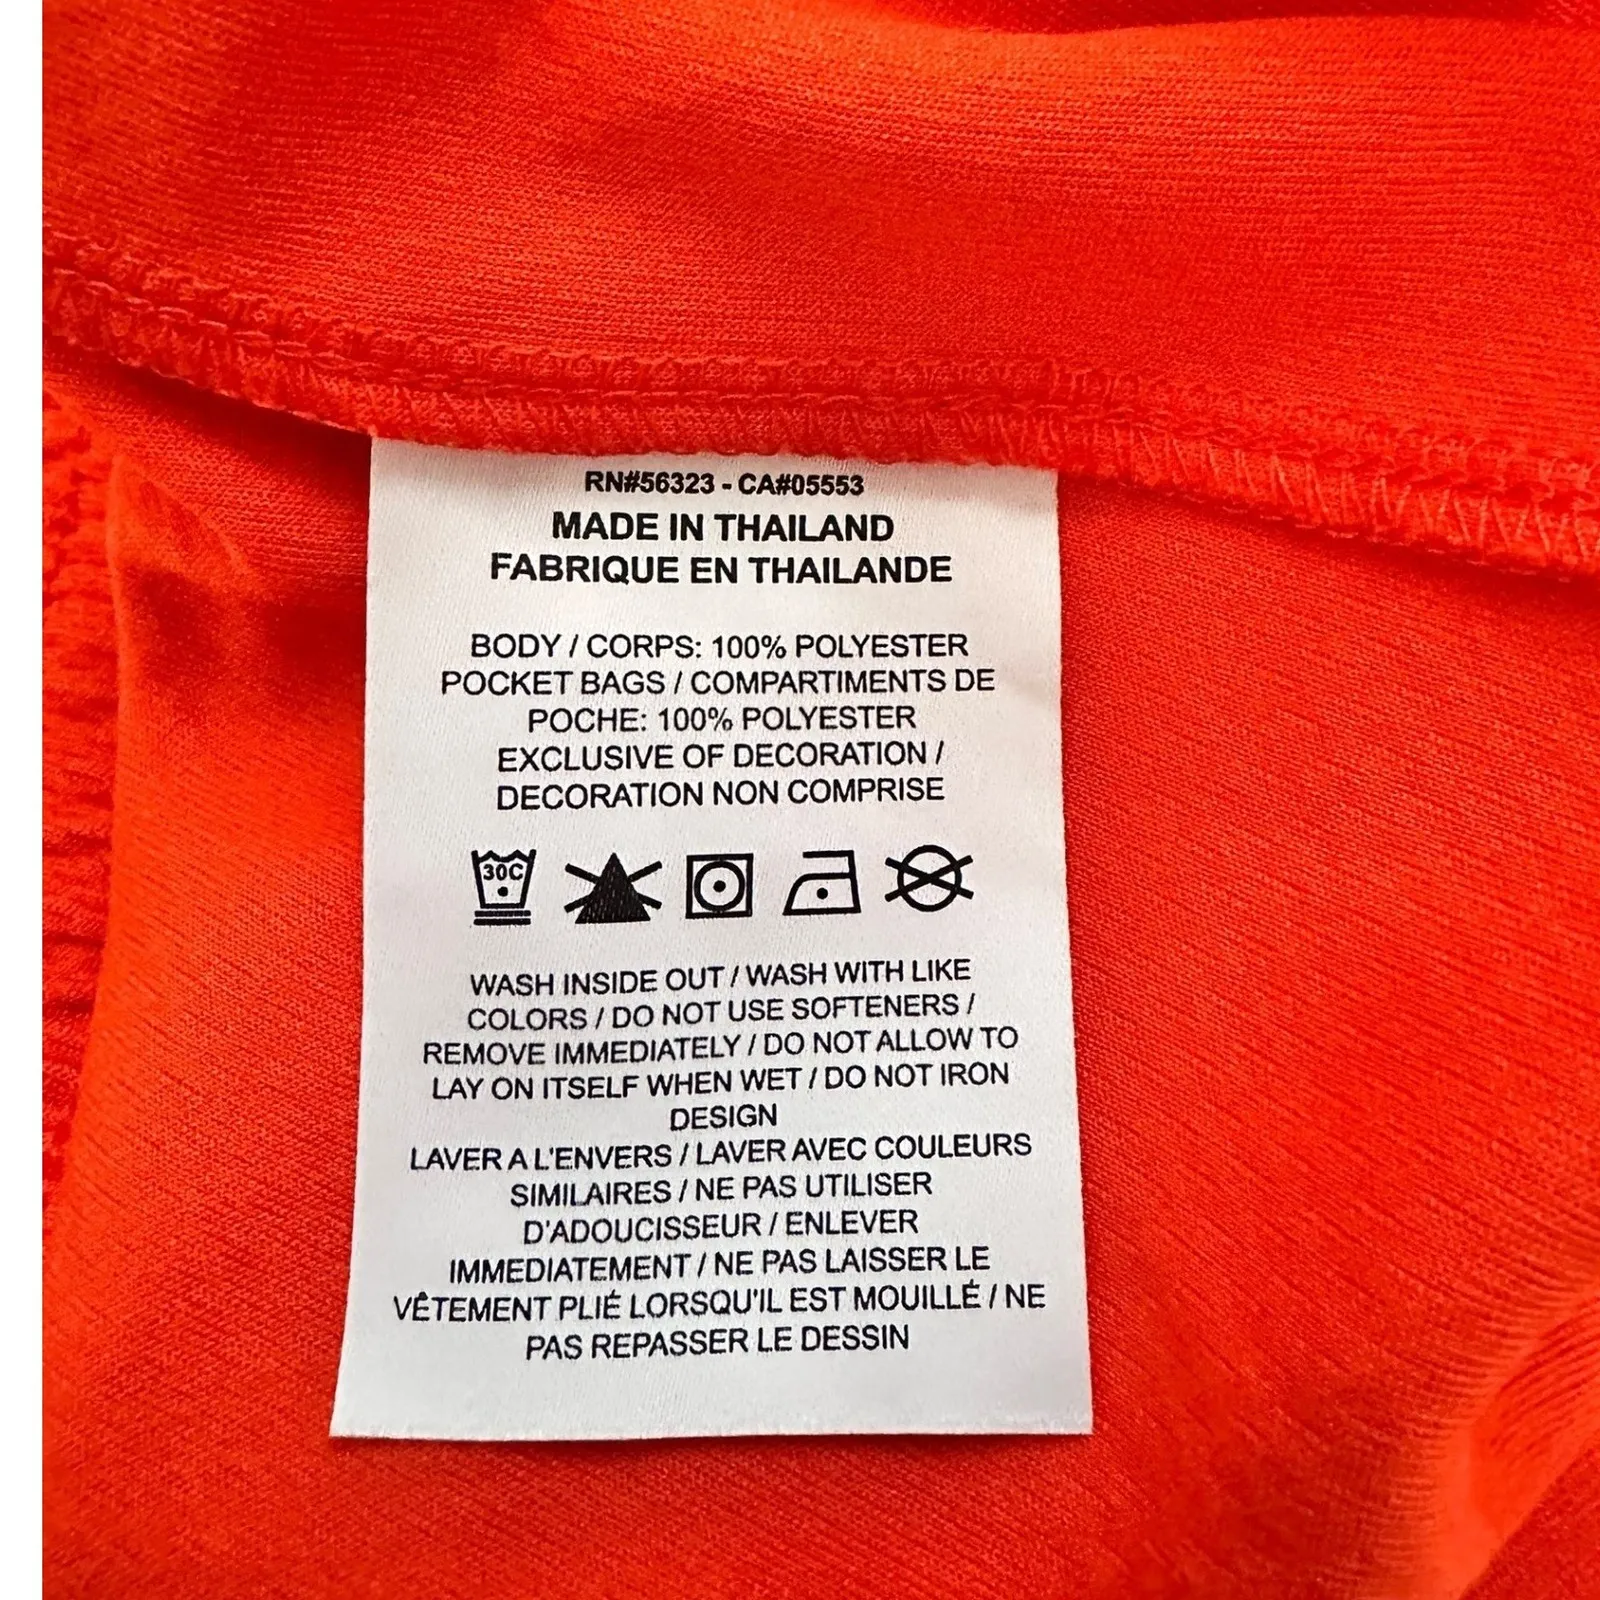 RN#56323 - CA#05553
MADE IN THAILAND
FABRIQUE EN THAILANDE
BODY / CORPS: 100% POLYESTER
POCKET BAGS / COMPARTIMENTS DE
POCHE: 100% POLYESTER
EXCLUSIVE OF DECORATION /
DECORATION NON COMPRISE
30C
WASH INSIDE OUT / WASH WITH LIKE
COLORS / DO NOT USE SOFTENERS /
REMOVE IMMEDIATELY / DO NOT ALLOW TO
LAY ON ITSELF WHEN WET / DO NOT IRON
DESIGN
LAVER A L'ENVERS / LAVER AVEC COULEURS
SIMILAIRES / NE PAS UTILISER
D'ADOUCISSEUR / ENLEVER
IMMEDIATEMENT / NE PAS LAISSER LE
VÊTEMENT PLIÉ LORSQU'IL EST MOUILLÉ / NE
PAS REPASSER LE DESSIN